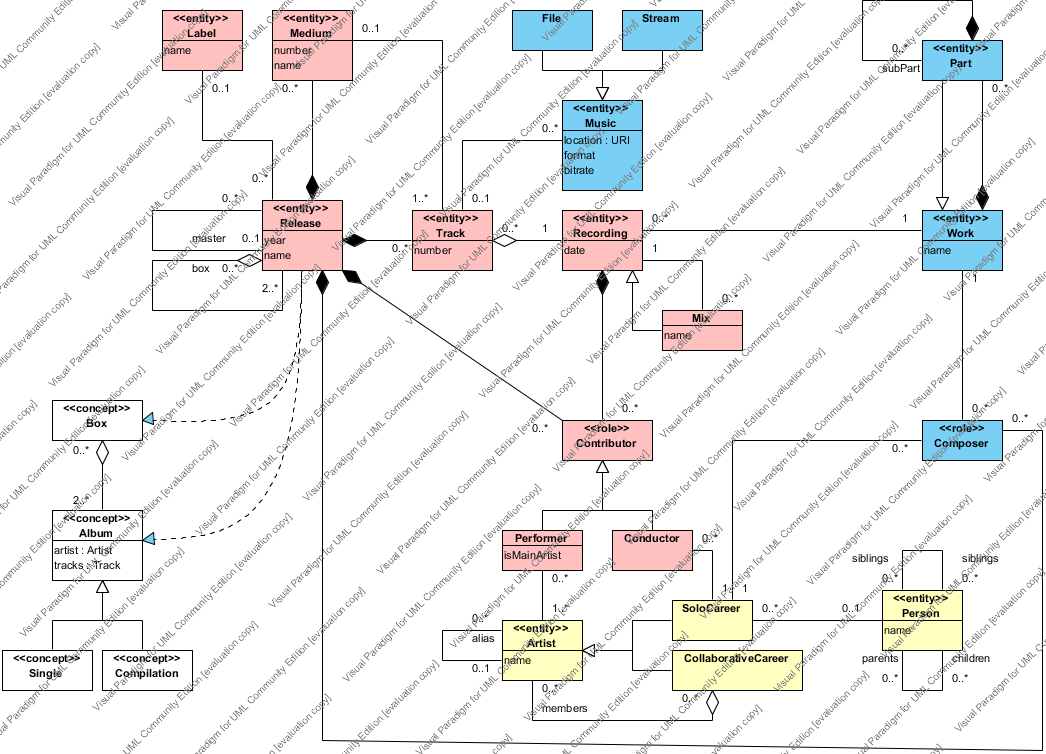 <<entity>>
Label
name
<<entity>>
Medium
number
name
0..1
File
Stream
<<entity>>
Part
0..*
subPart
0..1
0..*
0..*
<<entity>>
Music
location : URI
format
bitrate
0..*
0..*
0..*
1..*
0..1
<<entity>>
Release
year
name
master
0..1
box
0..*
2..*
0..*
<<entity>>
Track
number
0..*
1
<<entity>>
Recording
date
0..*
1
1
<<entity>>
Work
name
1
0..*
Mix
name
<<concept>>
Box
0..*
2..*
<<concept>>
Album
artist : Artist
tracks : Track
<<concept>>
Single
<<concept>>
Compilation
0..*
0..*
<<role>>
Contributor
0..*
0..*
<<role>>
Composer
0..*
Performer
isMainArtist
Conductor
0..*
0..*
1..*
1
1
alias
0..1
<<entity>>
Artist
name
0..*
members
SoloCareer
0..*
0..1
CollaborativeCareer
siblings
siblings
0..*
0..*
<<entity>>
Person
name
parents
children
0..*
0..*
Visual Paradigm for UML Community Edition [evaluation copy]